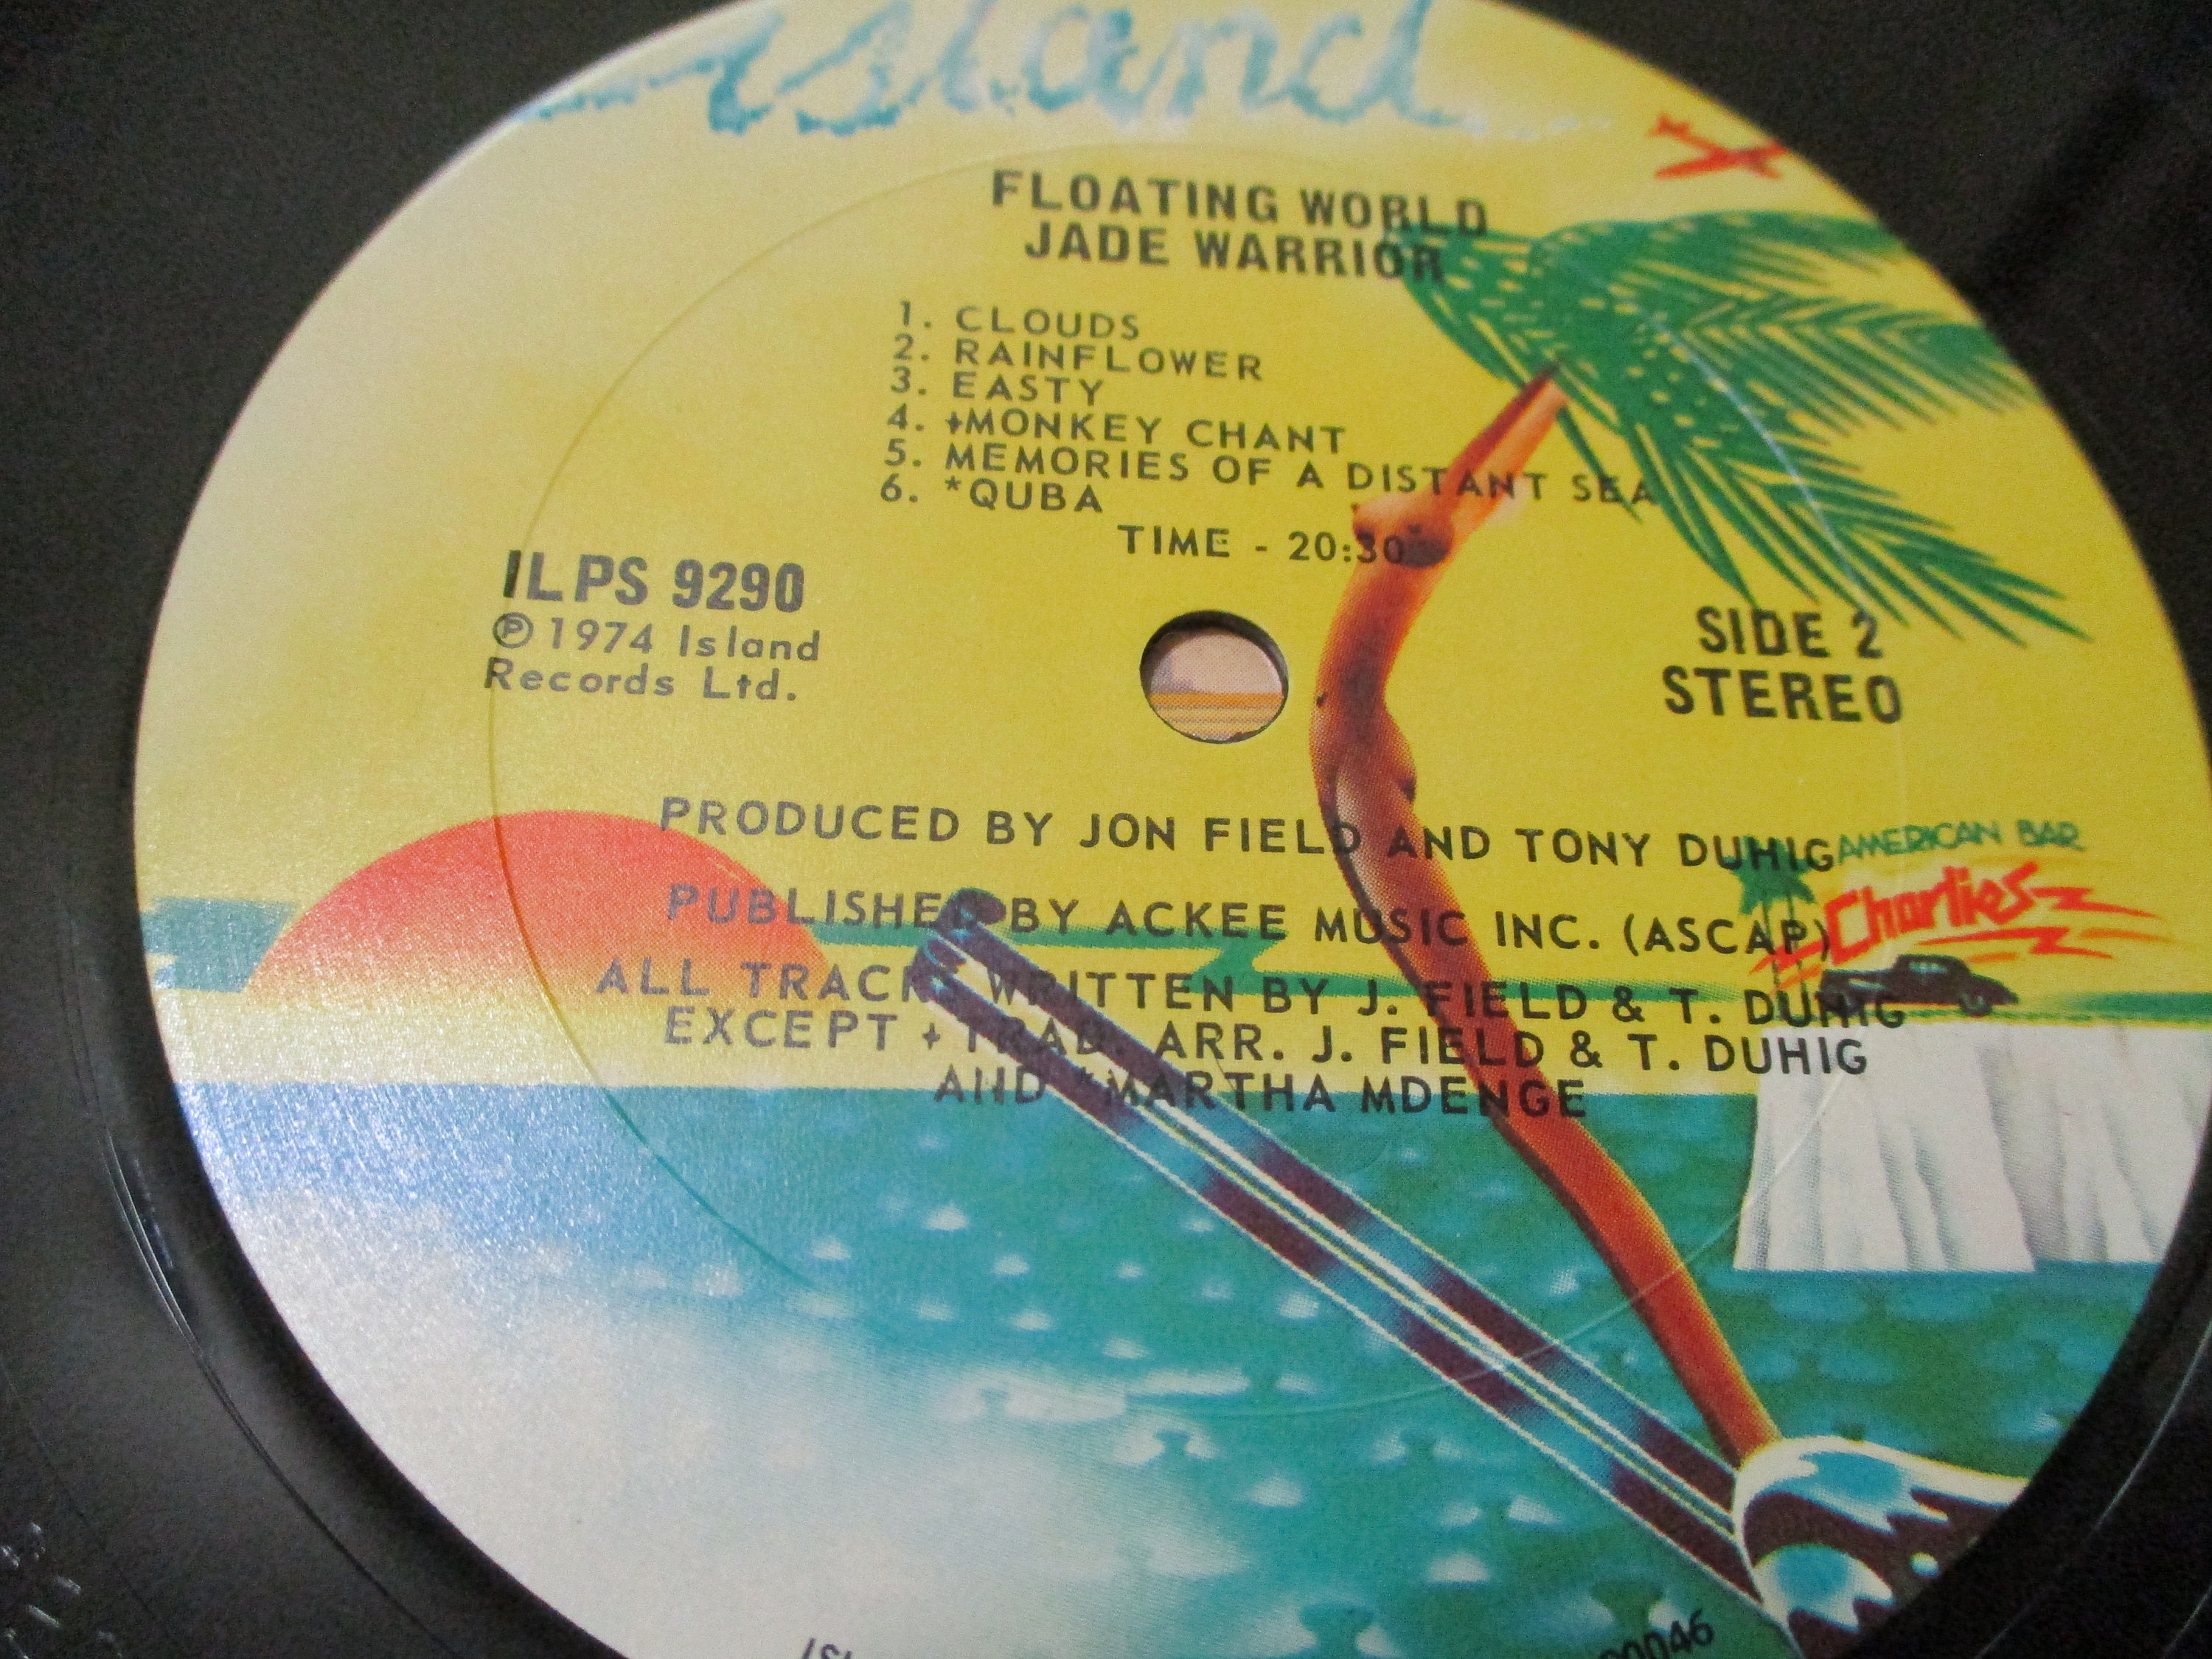 island
FLOATING WORLD
JADE WARRIOR
1. CLOUDS
2. RAINFLOWER
3. EASTY
4. +MONKEY CHANT
5. MEMORIES OF A DISTANT SEA
6. *QUBA
TIME - 20:30
ILPS 9290
℗ 1974 Island
Records Ltd.
SIDE 2
STEREO
PRODUCED BY JON FIELD AND TONY DUHIG
AMERICAN BAR
Charlies
PUBLISHED BY ACKEE MUSIC INC. (ASCAP)
ALL TRACKS WRITTEN BY J. FIELD & T. DUHIG
EXCEPT + TRAD. ARR. J. FIELD & T. DUHIG
AND *MARTHA MDENGE